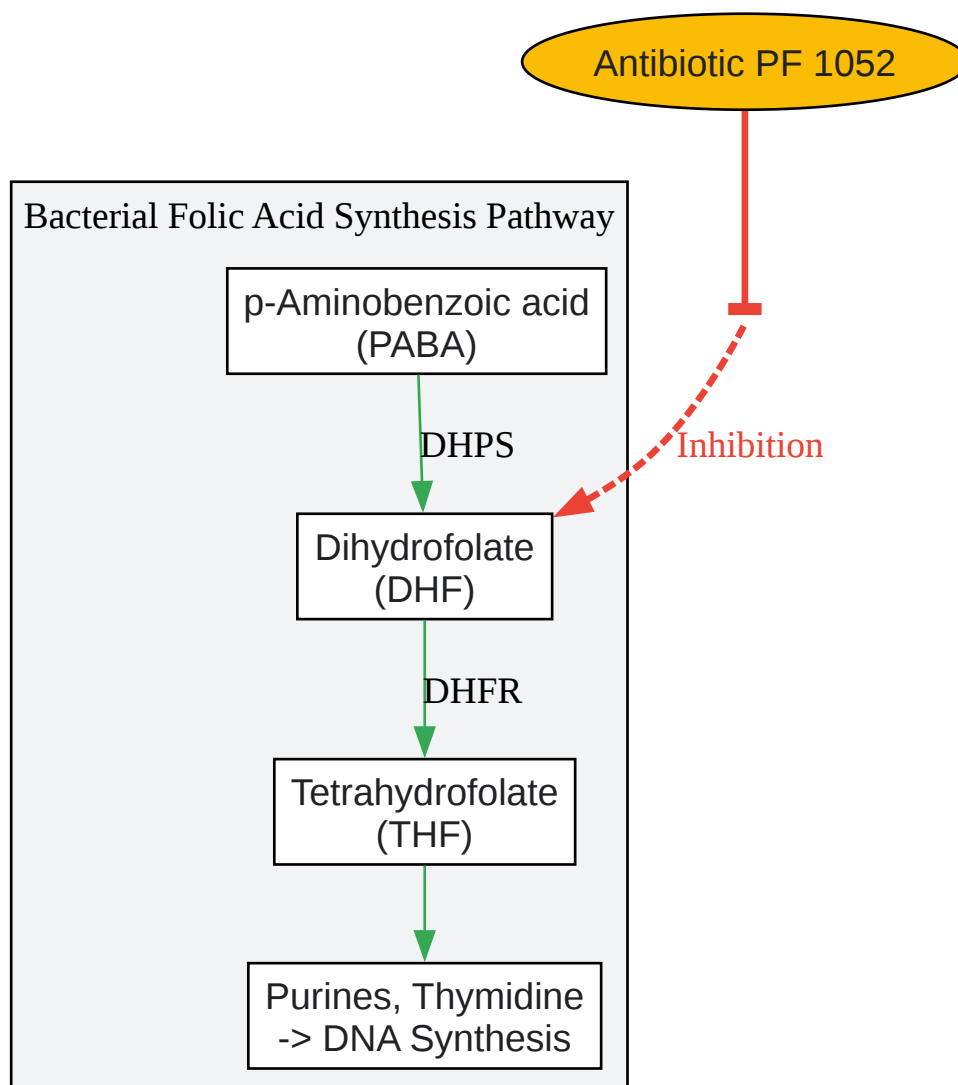 Antibiotic PF 1052
Bacterial Folic Acid Synthesis Pathway
p-Aminobenzoic acid
(PABA)
DHPS
Inhibition
Dihydrofolate
(DHF)
DHFR
Tetrahydrofolate
(THF)
Purines, Thymidine
-> DNA Synthesis